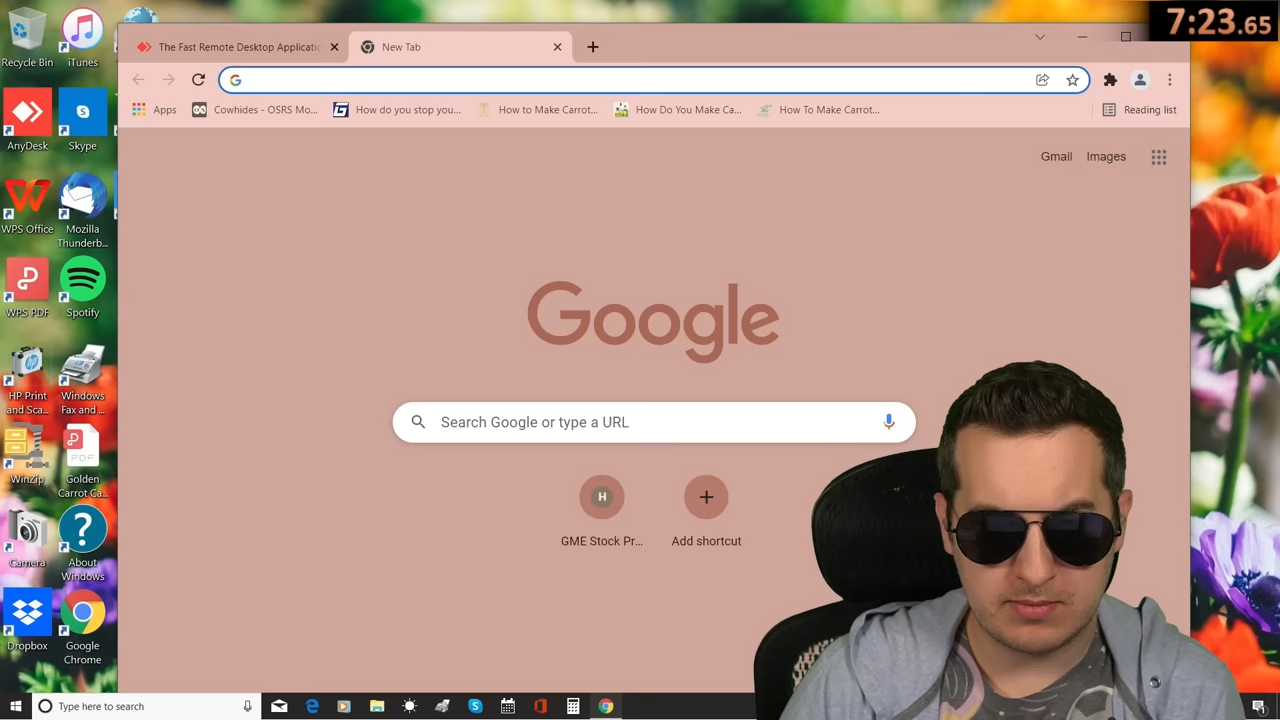 7:23.65
The Fast Remote Desktop Applicatio
New Tab
Apps
Cowhides - OSRS Mo...
How do you stop you...
How to Make Carrot...
How Do You Make Ca...
How To Make Carrot...
Reading list
Gmail
Images
Google
Search Google or type a URL
H
GME Stock Pr...
Add shortcut
Recycle Bin
iTunes
AnyDesk
Skype
WPS Office
Mozilla
Thunderb...
WPS PDF
Spotify
HP Print
and Sca...
Windows
Fax and ...
WinZip
PDF
Golden
Carrot Ca...
Camera
About
Windows
Dropbox
Google
Chrome
Type here to search
1